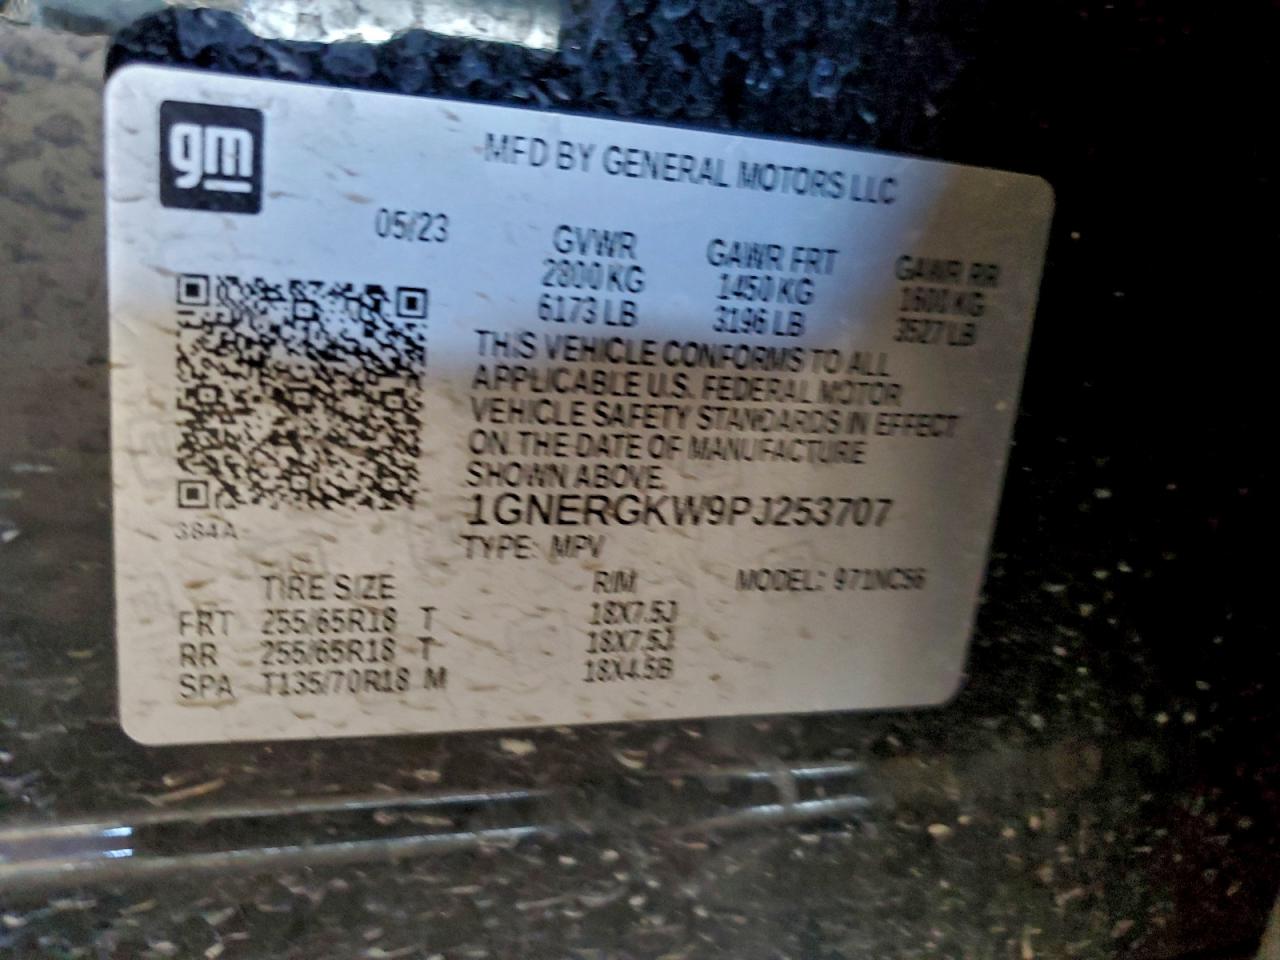 gm
MFD BY GENERAL MOTORS LLC
05/23
GVWR GAWR FRT GAWR RR
2800 KG 1450 KG 1600 KG
6173 LB 3196 LB 3527 LB
THIS VEHICLE CONFORMS TO ALL
APPLICABLE U.S. FEDERAL MOTOR
VEHICLE SAFETY STANDARDS IN EFFECT
ON THE DATE OF MANUFACTURE
SHOWN ABOVE.
1GNERGKW9PJ253707
384A
TYPE: MPV
TIRE SIZE RIM MODEL: 971NC56
FRT 255/65R18 T 18X7.5J
RR 255/65R18 T 18X7.5J
SPA T135/70R18 M 18X4.5B